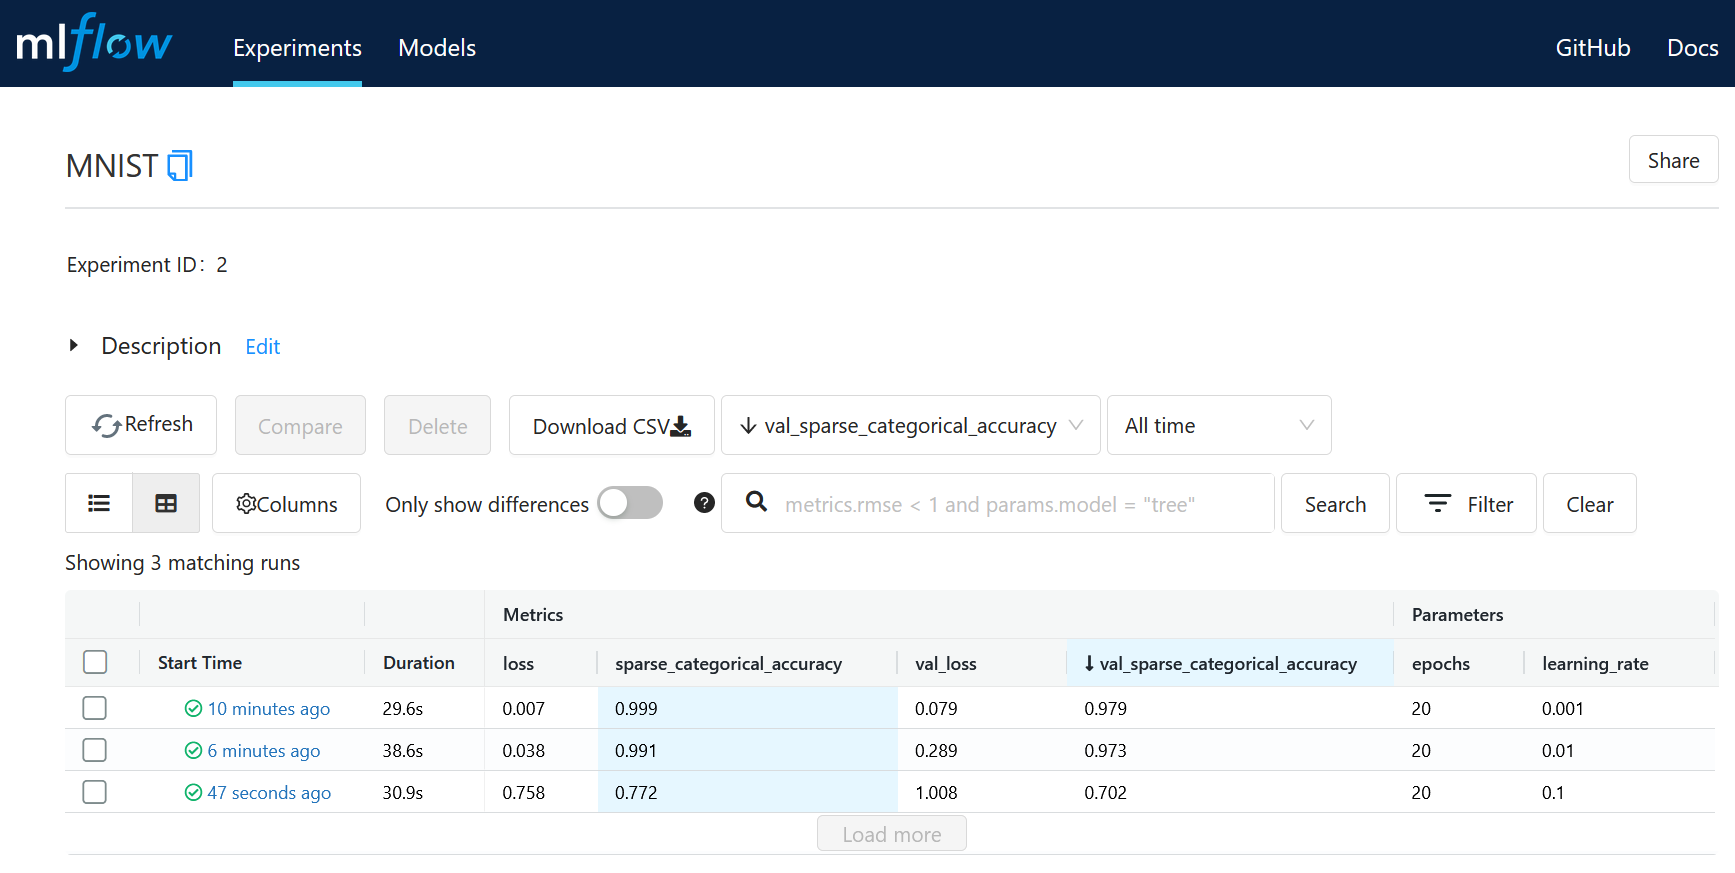 mlflow Experiments Models GitHub Docs
MNIST Share
Experiment ID: 2
Description Edit
Refresh Compare Delete Download CSV val_sparse_categorical_accuracy All time
Columns Only show differences ? metrics.rmse < 1 and params.model = "tree" Search Filter Clear
Showing 3 matching runs
Metrics Parameters
Start Time Duration loss sparse_categorical_accuracy val_loss ↓ val_sparse_categorical_accuracy epochs learning_rate
10 minutes ago 29.6s 0.007 0.999 0.079 0.979 20 0.001
6 minutes ago 38.6s 0.038 0.991 0.289 0.973 20 0.01
47 seconds ago 30.9s 0.758 0.772 1.008 0.702 20 0.1
Load more